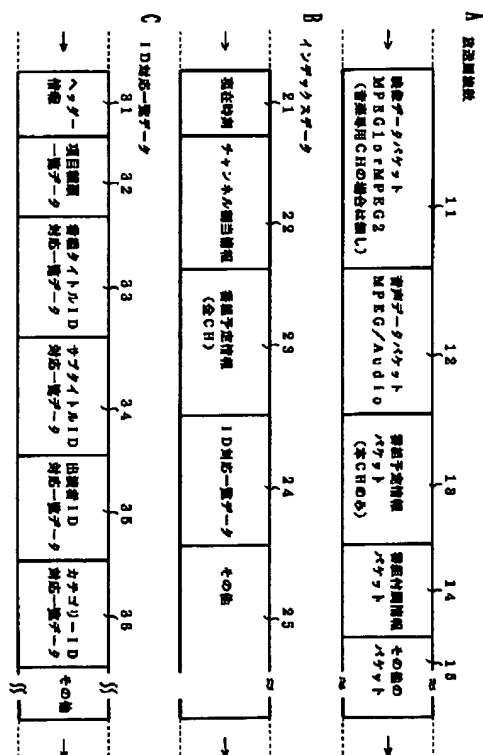 A 放送周波数
11
映像データパケット
MPEG1orMPEG2
(音楽専用CHの場合は無し)
12
音声データパケット
MPEG/Audio
13
番組予定情報
パケット
(本CHのみ)
14
番組付属情報
パケット
15
その他の
パケット
B インデックスデータ
21
現在時刻
22
チャンネル割当情報
23
番組予定情報
(全CH)
24
ID対応一覧データ
25
その他
C ID対応一覧データ
31
ヘッダー
情報
32
項目種類
一覧データ
33
番組タイトルID
対応一覧データ
34
サブタイトルID
対応一覧データ
35
出演者ID
対応一覧データ
36
カテゴリーID
対応一覧データ
その他